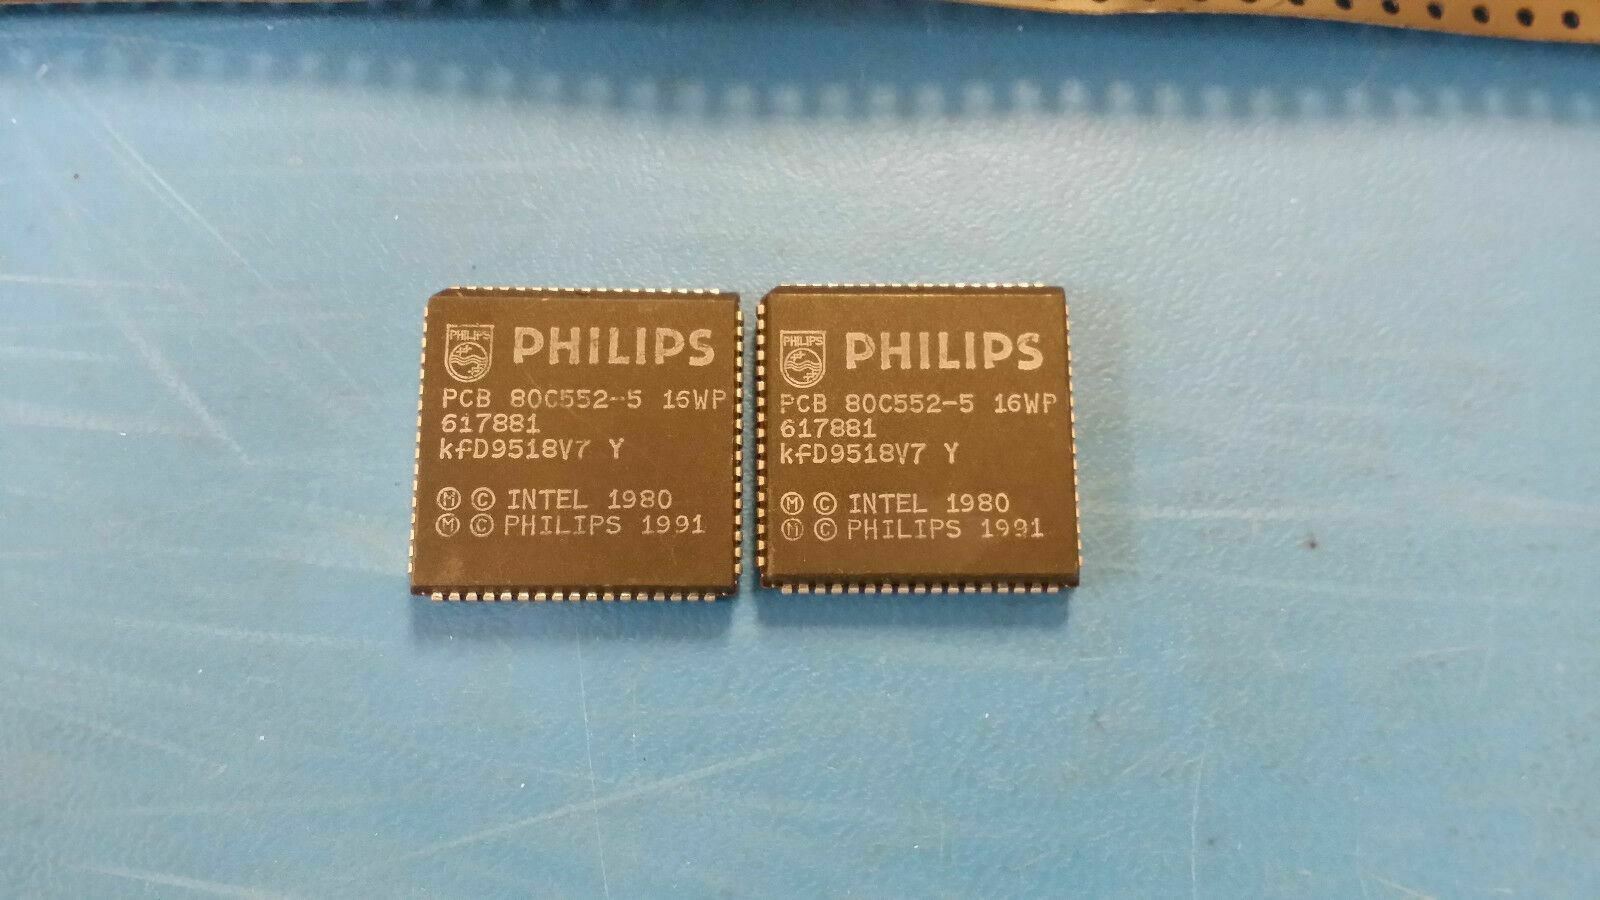 PHILIPS PHILIPS
PCB 80C552-5 16WP
617881
kfD9518V7 Y
Ⓜ © INTEL 1980
Ⓜ © PHILIPS 1991
PHILIPS PHILIPS
PCB 80C552-5 16WP
617881
kfD9518V7 Y
Ⓜ © INTEL 1980
Ⓜ © PHILIPS 1991